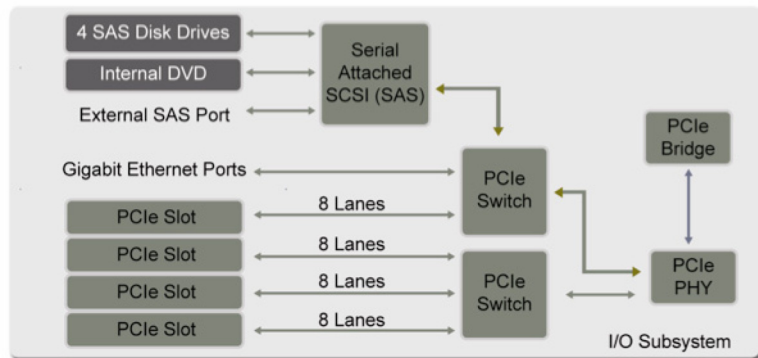 4 SAS Disk Drives
Internal DVD
External SAS Port
Serial
Attached
SCSI (SAS)
PCIe
Bridge
Gigabit Ethernet Ports
PCIe
Switch
PCIe Slot
8 Lanes
PCIe Slot
8 Lanes
PCIe Slot
8 Lanes
PCIe Slot
8 Lanes
PCIe
Switch
PCIe
PHY
I/O Subsystem